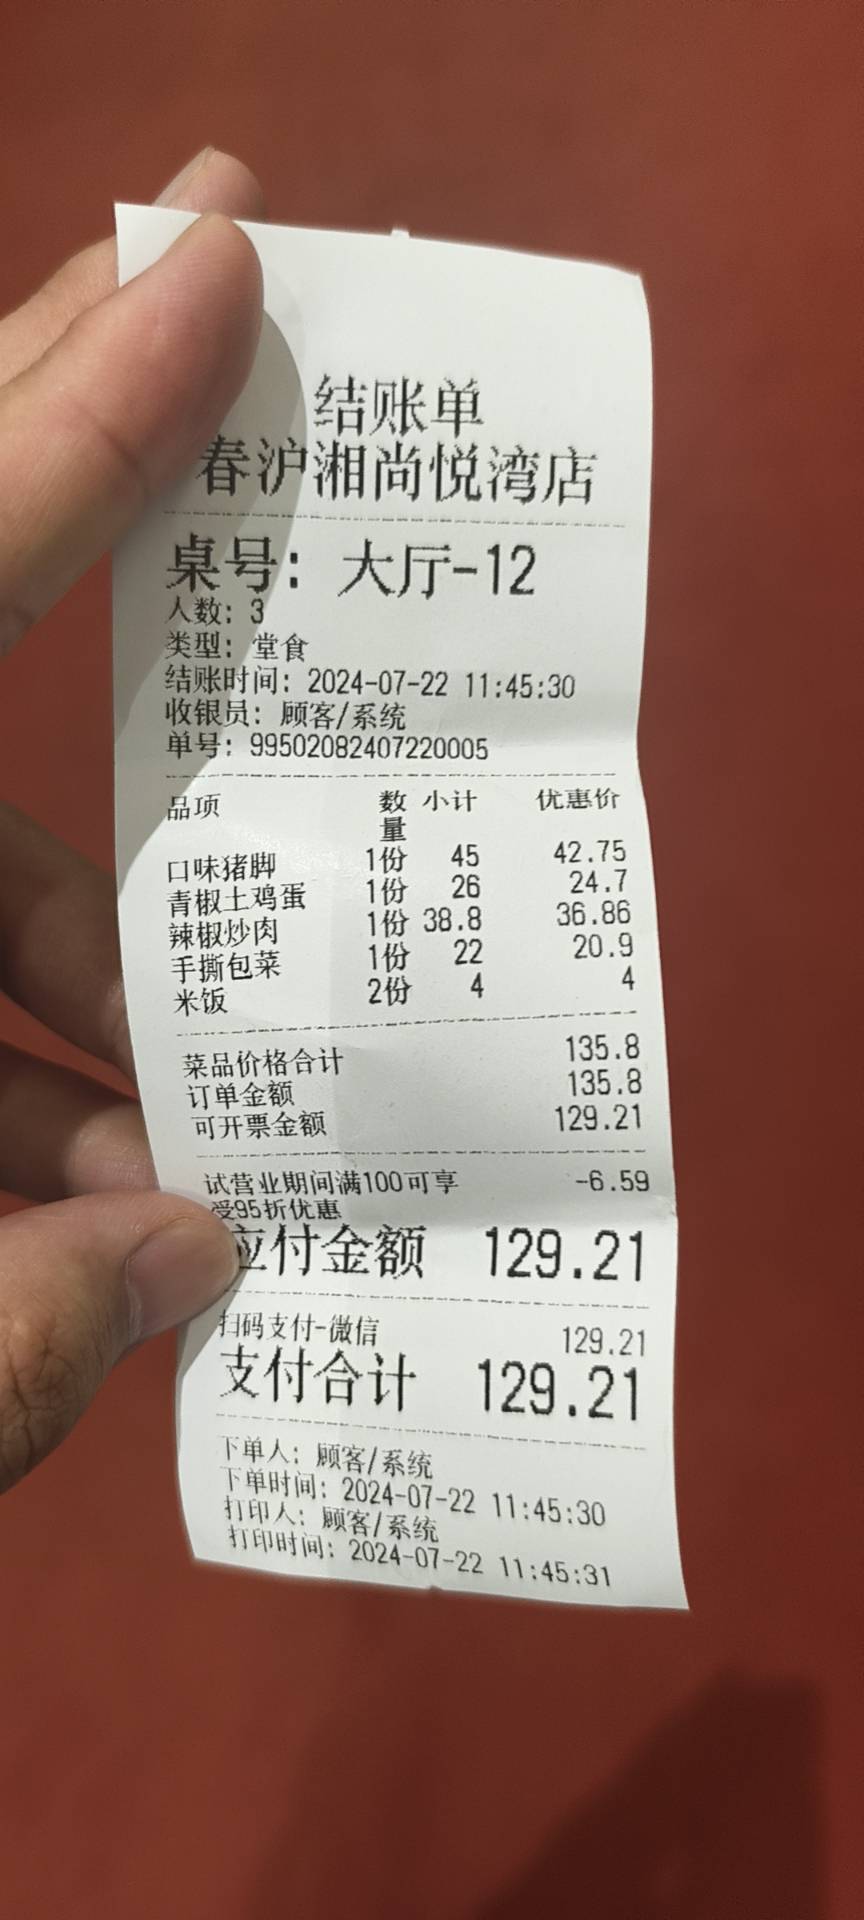 结账单
春沪湘尚悦湾店
桌号: 大厅-12
人数: 3
类型: 堂食
结账时间: 2024-07-22 11:45:30
收银员: 顾客/系统
单号: 99502082407220005
品项 数量 小计 优惠价
口味猪脚 1份 45 42.75
青椒土鸡蛋 1份 26 24.7
辣椒炒肉 1份 38.8 36.86
手撕包菜 1份 22 20.9
米饭 2份 4 4
菜品价格合计 135.8
订单金额 135.8
可开票金额 129.21
试营业期间满100可享 -6.59
受95折优惠
应付金额 129.21
扫码支付-微信 129.21
支付合计 129.21
下单人: 顾客/系统
下单时间: 2024-07-22 11:45:30
打印人: 顾客/系统
打印时间: 2024-07-22 11:45:31